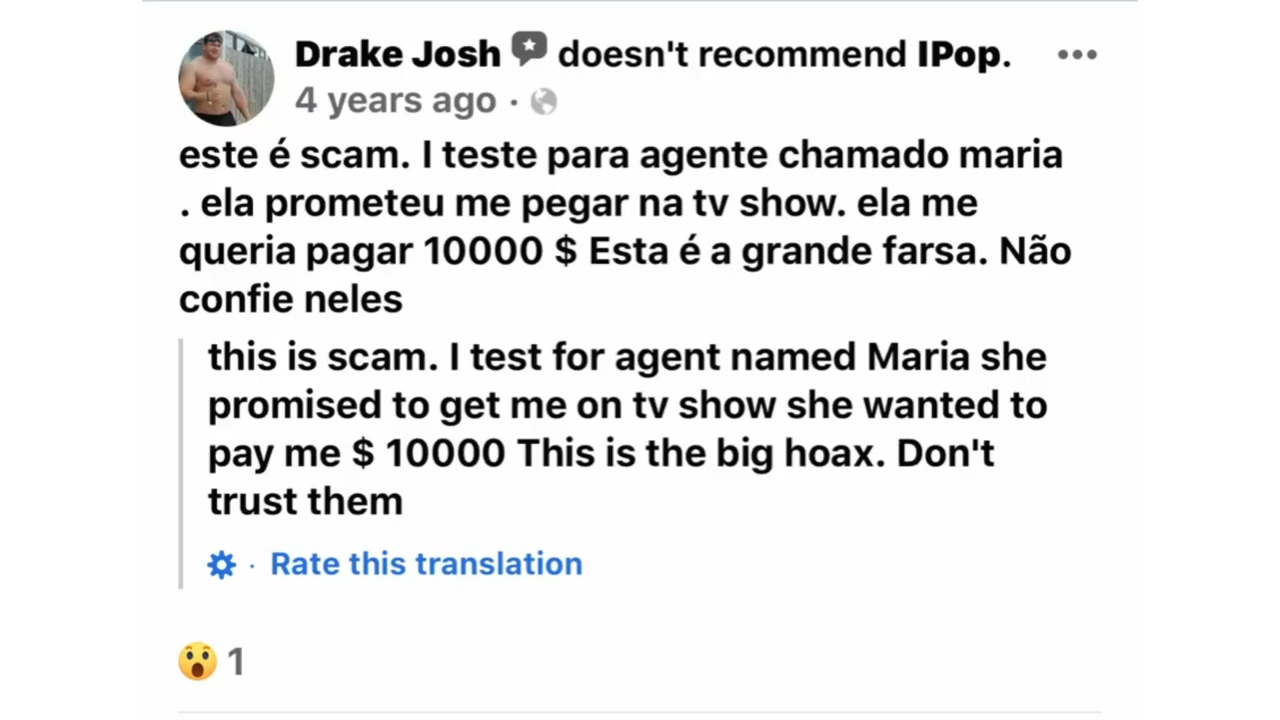 Drake Josh doesn't recommend IPop.
4 years ago ·
este é scam. I teste para agente chamado maria
. ela prometeu me pegar na tv show. ela me
queria pagar 10000 $ Esta é a grande farsa. Não
confie neles
this is scam. I test for agent named Maria she
promised to get me on tv show she wanted to
pay me $ 10000 This is the big hoax. Don't
trust them
· Rate this translation
1